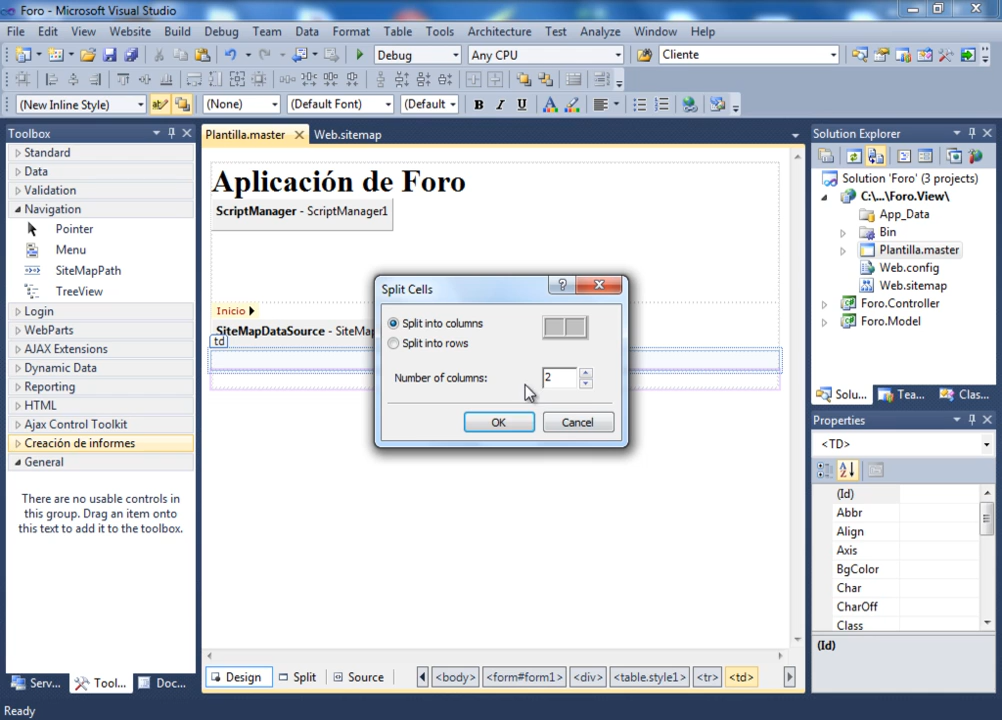 Foro - Microsoft Visual Studio
File Edit View Website Build Debug Team Data Format Table Tools Architecture Test Analyze Window Help
Debug Any CPU Cliente
(New Inline Style) (None) (Default Font) (Default B I U A
Toolbox
Standard
Data
Validation
Navigation
Pointer
Menu
SiteMapPath
TreeView
Login
WebParts
AJAX Extensions
Dynamic Data
Reporting
HTML
Ajax Control Toolkit
Creación de informes
General
There are no usable controls in
this group. Drag an item onto
this text to add it to the toolbox.
Serv... Tool... Doc...
Plantilla.master Web.sitemap
Aplicación de Foro
ScriptManager - ScriptManager1
Inicio
SiteMapDataSource - SiteMa
td
Split Cells
Split into columns
Split into rows
Number of columns: 2
OK Cancel
Design Split Source <body> <form#form1> <div> <table.style1> <tr> <td>
Solution Explorer
Solution 'Foro' (3 projects)
C:\...\Foro.View\
App_Data
Bin
Plantilla.master
Web.config
Web.sitemap
Foro.Controller
Foro.Model
Solu... Tea... Clas...
Properties
<TD>
(Id)
Abbr
Align
Axis
BgColor
Char
CharOff
Class
(Id)
Ready